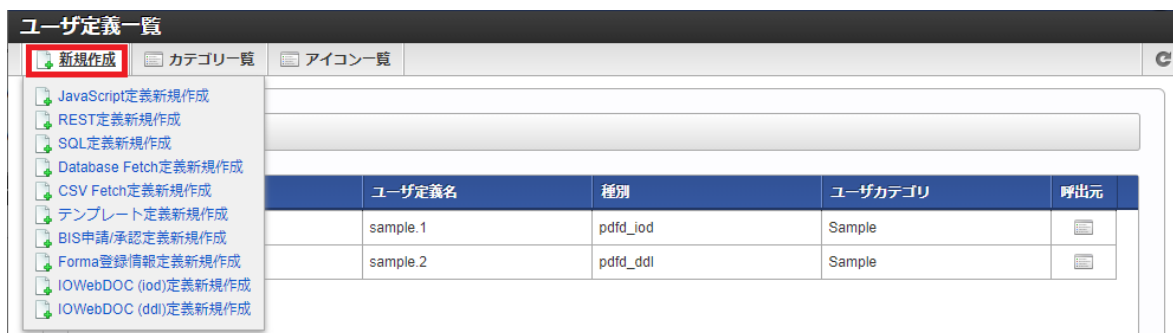 ユーザ定義一覧
新規作成 カテゴリ一覧 アイコン一覧
JavaScript定義新規作成
REST定義新規作成
SQL定義新規作成
Database Fetch定義新規作成
CSV Fetch定義新規作成
テンプレート定義新規作成
BIS申請/承認定義新規作成
Forma登録情報定義新規作成
IOWebDOC (iod)定義新規作成
IOWebDOC (ddl)定義新規作成
ユーザ定義名 種別 ユーザカテゴリ 呼出元
sample.1 pdfd_iod Sample
sample.2 pdfd_ddl Sample